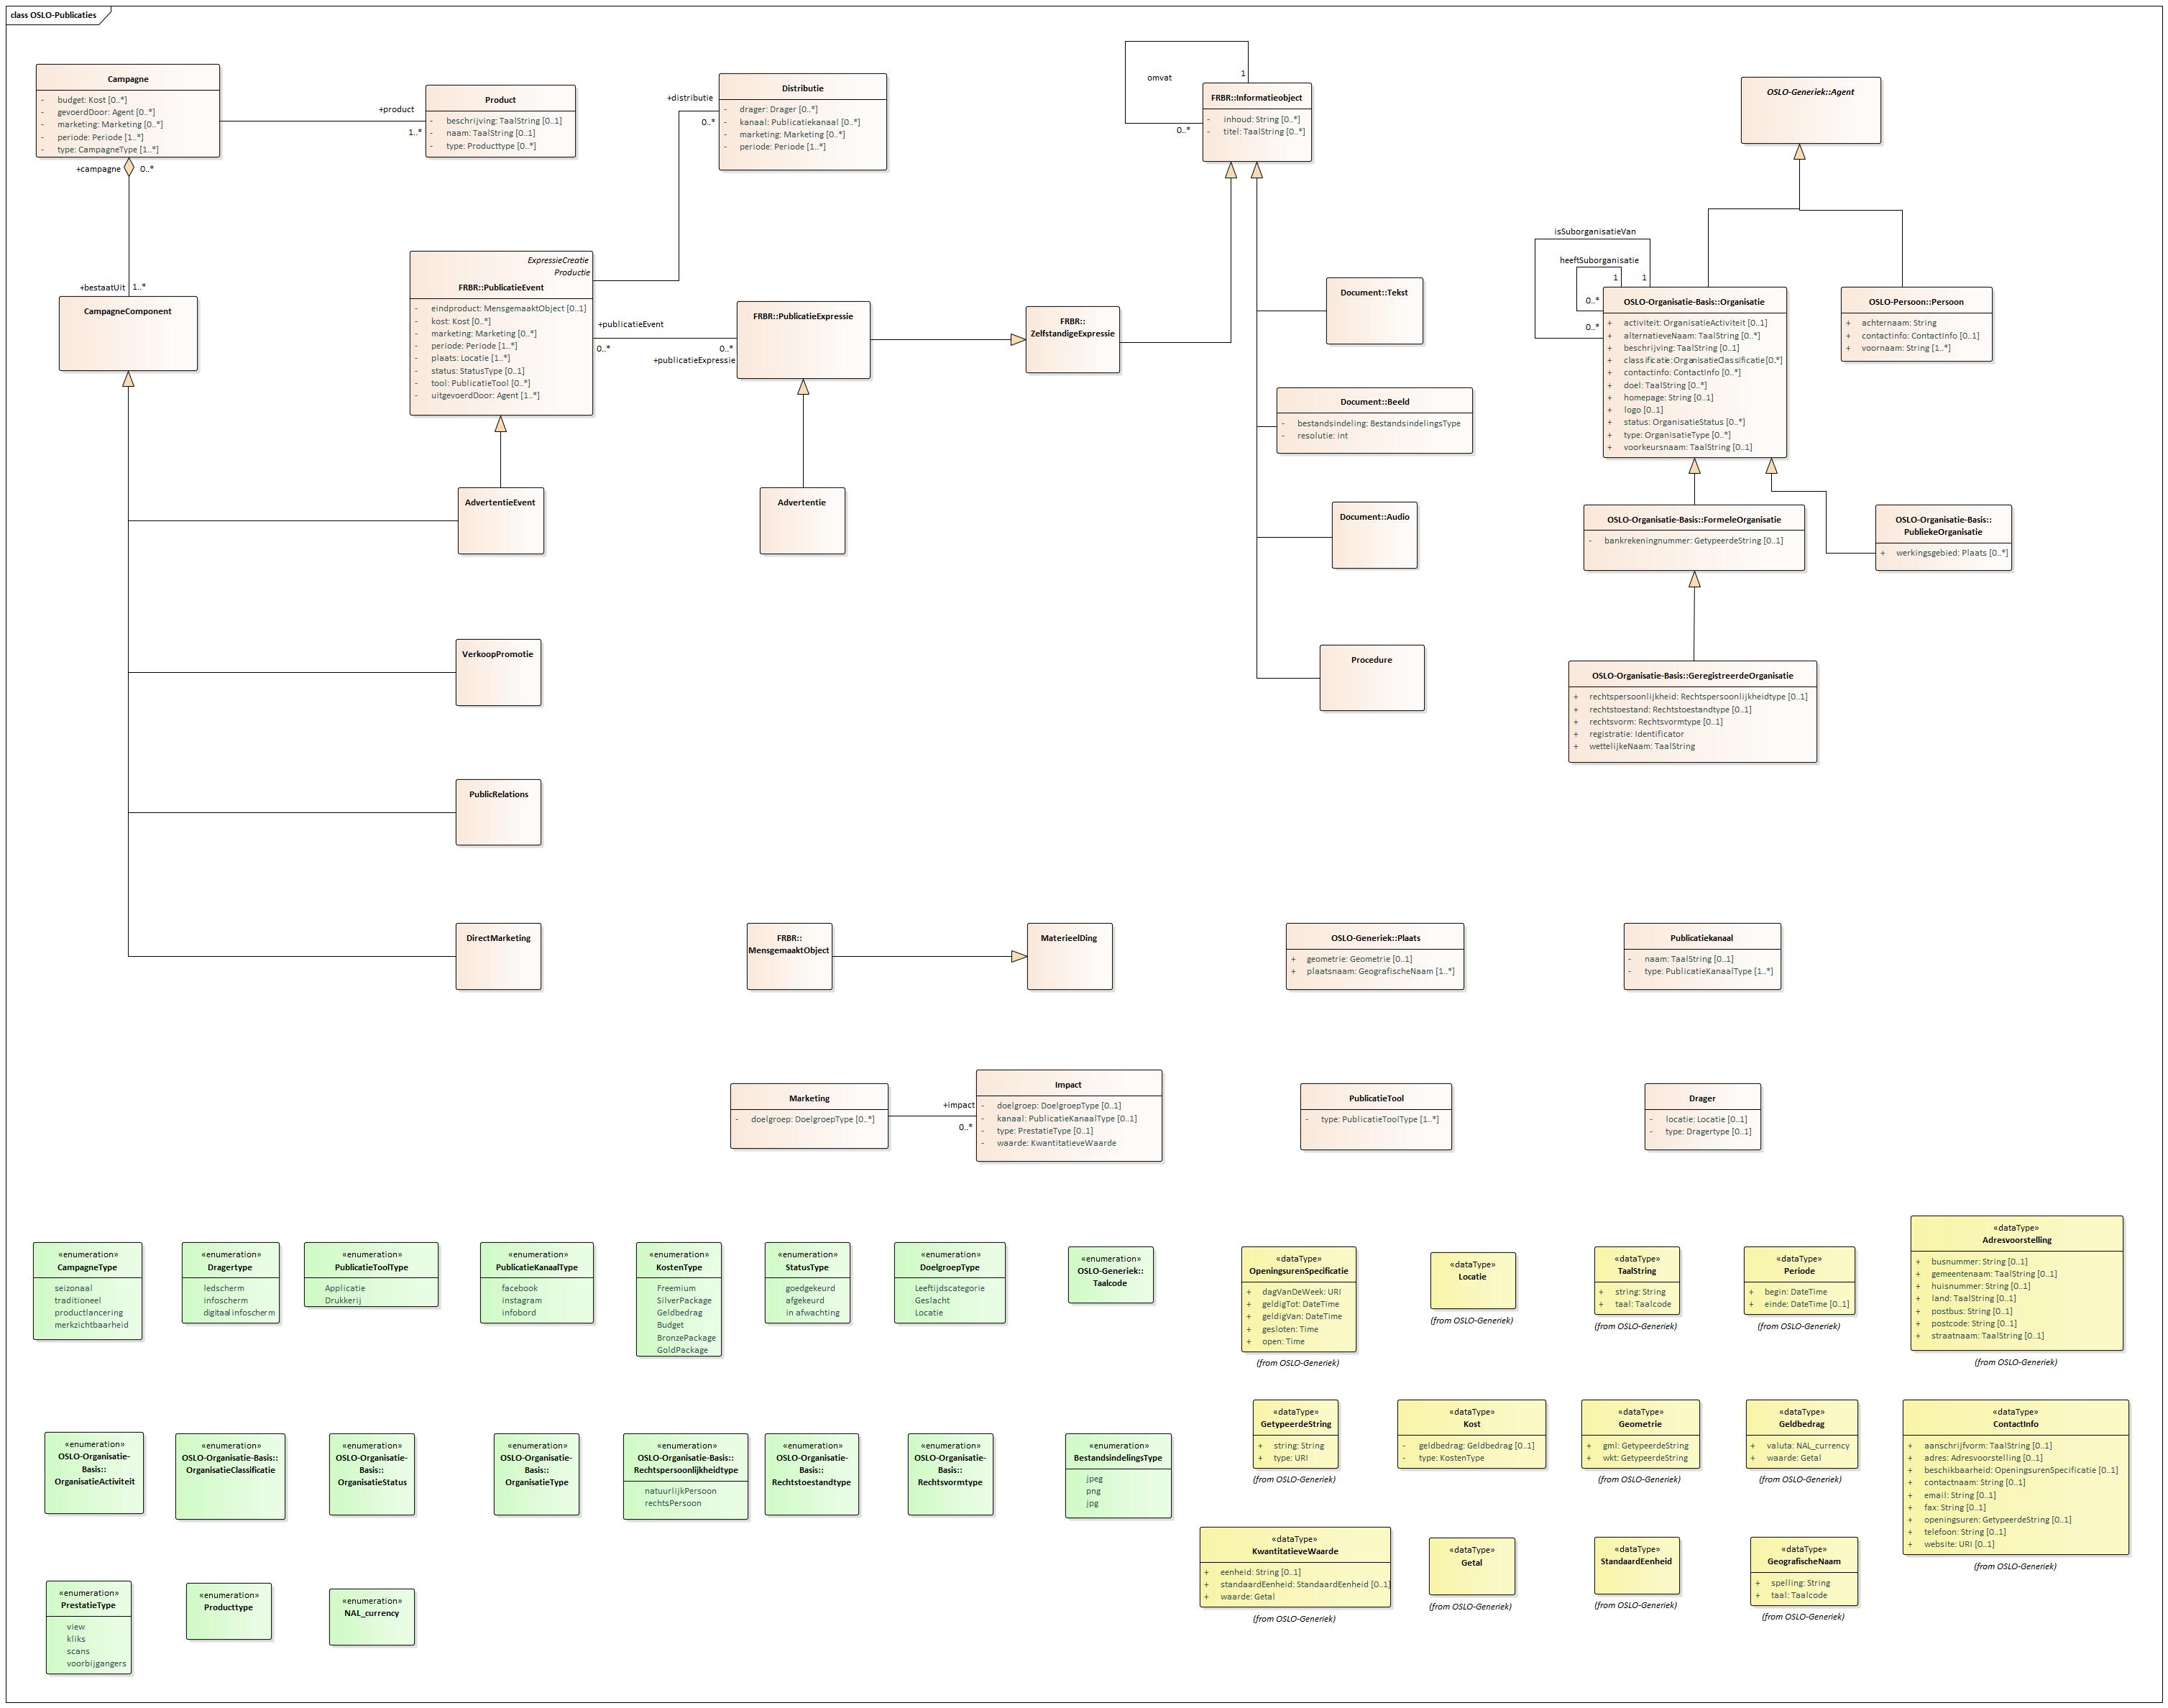 class OSLO-Publicaties
Campagne
- budget: Kost [0..*]
- gevoerdDoor: Agent [0..*]
- marketing: Marketing [0..*]
- periode: Periode [1..*]
- type: CampagneType [1..*]
+product
1..*
Product
- beschrijving: TaalString [0..1]
- naam: TaalString [0..1]
- type: Producttype [0..*]
+distributie
0..*
Distributie
- drager: Drager [0..*]
- kanaal: Publicatiekanaal [0..*]
- marketing: Marketing [0..*]
- periode: Periode [1..*]
omvat
1
0..*
FRBR::Informatieobject
- inhoud: String [0..*]
- titel: TaalString [0..*]
OSLO-Generiek::Agent
+campagne
0..*
+bestaatUit
1..*
CampagneComponent
ExpressieCreatie
Productie
FRBR::PublicatieEvent
- eindproduct: MensgemaaktObject [0..1]
- kost: Kost [0..*]
- marketing: Marketing [0..*]
- periode: Periode [1..*]
- plaats: Locatie [1..*]
- status: StatusType [0..1]
- tool: PublicatieTool [0..*]
- uitgevoerdDoor: Agent [1..*]
+publicatieEvent
0..*
0..*
+publicatieExpressie
FRBR::PublicatieExpressie
FRBR::
ZelfstandigeExpressie
Document::Tekst
Document::Beeld
- bestandsindeling: BestandsindelingsType
- resolutie: int
Document::Audio
Procedure
isSuborganisatieVan
heeftSuborganisatie
1
1
0..*
0..*
OSLO-Organisatie-Basis::Organisatie
+ activiteit: OrganisatieActiviteit [0..1]
+ alternatieveNaam: TaalString [0..*]
+ beschrijving: TaalString [0..1]
+ classificatie: OrganisatieClassificatie [0..*]
+ contactinfo: ContactInfo [0..*]
+ doel: TaalString [0..*]
+ homepage: String [0..1]
+ logo [0..1]
+ status: OrganisatieStatus [0..*]
+ type: OrganisatieType [0..*]
+ voorkeursnaam: TaalString [0..1]
OSLO-Persoon::Persoon
+ achternaam: String
+ contactinfo: ContactInfo [0..1]
+ voornaam: String [1..*]
OSLO-Organisatie-Basis::FormeleOrganisatie
- bankrekeningnummer: GetypeerdeString [0..1]
OSLO-Organisatie-Basis::
PubliekeOrganisatie
+ werkingsgebied: Plaats [0..*]
OSLO-Organisatie-Basis::GeregistreerdeOrganisatie
+ rechtspersoonlijkheid: Rechtspersoonlijkheidtype [0..1]
+ rechtstoestand: Rechtstoestandtype [0..1]
+ rechtsvorm: Rechtsvormtype [0..1]
+ registratie: Identificator
+ wettelijkeNaam: TaalString
AdvertentieEvent
Advertentie
VerkoopPromotie
PublicRelations
DirectMarketing
FRBR::
MensgemaaktObject
MaterieelDing
OSLO-Generiek::Plaats
+ geometrie: Geometrie [0..1]
+ plaatsnaam: GeografischeNaam [1..*]
Publicatiekanaal
- naam: TaalString [0..1]
- type: PublicatieKanaalType [1..*]
Marketing
- doelgroep: DoelgroepType [0..*]
+impact
0..*
Impact
- doelgroep: DoelgroepType [0..1]
- kanaal: PublicatieKanaalType [0..1]
- type: PrestatieType [0..1]
- waarde: KwantitatieveWaarde
PublicatieTool
- type: PublicatieToolType [1..*]
Drager
- locatie: Locatie [0..1]
- type: Dragertype [0..1]
«enumeration»
CampagneType
seizonaal
traditioneel
productlancering
merkzichtbaarheid
«enumeration»
Dragertype
ledscherm
infoscherm
digitaal infoscherm
«enumeration»
PublicatieToolType
Applicatie
Drukkerij
«enumeration»
PublicatieKanaalType
facebook
instagram
infobord
«enumeration»
KostenType
Freemium
SilverPackage
Geldbedrag
Budget
BronzePackage
GoldPackage
«enumeration»
StatusType
goedgekeurd
afgekeurd
in afwachting
«enumeration»
DoelgroepType
Leeftijdscategorie
Geslacht
Locatie
«enumeration»
OSLO-Generiek::
Taalcode
«dataType»
OpeningsurenSpecificatie
+ dagVanDeWeek: URI
+ geldigTot: DateTime
+ geldigVan: DateTime
+ gesloten: Time
+ open: Time
(from OSLO-Generiek)
«dataType»
Locatie
(from OSLO-Generiek)
«dataType»
TaalString
+ string: String
+ taal: Taalcode
(from OSLO-Generiek)
«dataType»
Periode
+ begin: DateTime
+ einde: DateTime [0..1]
(from OSLO-Generiek)
«dataType»
Adresvoorstelling
+ busnummer: String [0..1]
+ gemeentenaam: TaalString [0..1]
+ huisnummer: String [0..1]
+ land: TaalString [0..1]
+ postbus: String [0..1]
+ postcode: String [0..1]
+ straatnaam: TaalString [0..1]
(from OSLO-Generiek)
«enumeration»
OSLO-Organisatie-
Basis::
OrganisatieActiviteit
«enumeration»
OSLO-Organisatie-Basis::
OrganisatieClassificatie
«enumeration»
OSLO-Organisatie-
Basis::
OrganisatieStatus
«enumeration»
OSLO-Organisatie-
Basis::
OrganisatieType
«enumeration»
OSLO-Organisatie-Basis::
Rechtspersoonlijkheidtype
natuurlijkPersoon
rechtsPersoon
«enumeration»
OSLO-Organisatie-
Basis::
Rechtstoestandtype
«enumeration»
OSLO-Organisatie-
Basis::
Rechtsvormtype
«enumeration»
BestandsindelingsType
jpeg
png
jpg
«dataType»
GetypeerdeString
+ string: String
+ type: URI
(from OSLO-Generiek)
«dataType»
Kost
- geldbedrag: Geldbedrag [0..1]
- type: KostenType
(from OSLO-Generiek)
«dataType»
Geometrie
+ gml: GetypeerdeString
+ wkt: GetypeerdeString
(from OSLO-Generiek)
«dataType»
Geldbedrag
+ valuta: NAL_currency
+ waarde: Getal
(from OSLO-Generiek)
«dataType»
ContactInfo
+ aanschrijfvorm: TaalString [0..1]
+ adres: Adresvoorstelling [0..1]
+ beschikbaarheid: OpeningsurenSpecificatie [0..1]
+ contactnaam: String [0..1]
+ email: String [0..1]
+ fax: String [0..1]
+ openingsuren: GetypeerdeString [0..1]
+ telefoon: String [0..1]
+ website: URI [0..1]
(from OSLO-Generiek)
«enumeration»
PrestatieType
view
kliks
scans
voorbijgangers
«enumeration»
Producttype
«enumeration»
NAL_currency
«dataType»
KwantitatieveWaarde
+ eenheid: String [0..1]
+ standaardEenheid: StandaardEenheid [0..1]
+ waarde: Getal
(from OSLO-Generiek)
«dataType»
Getal
(from OSLO-Generiek)
«dataType»
StandaardEenheid
(from OSLO-Generiek)
«dataType»
GeografischeNaam
+ spelling: String
+ taal: Taalcode
(from OSLO-Generiek)